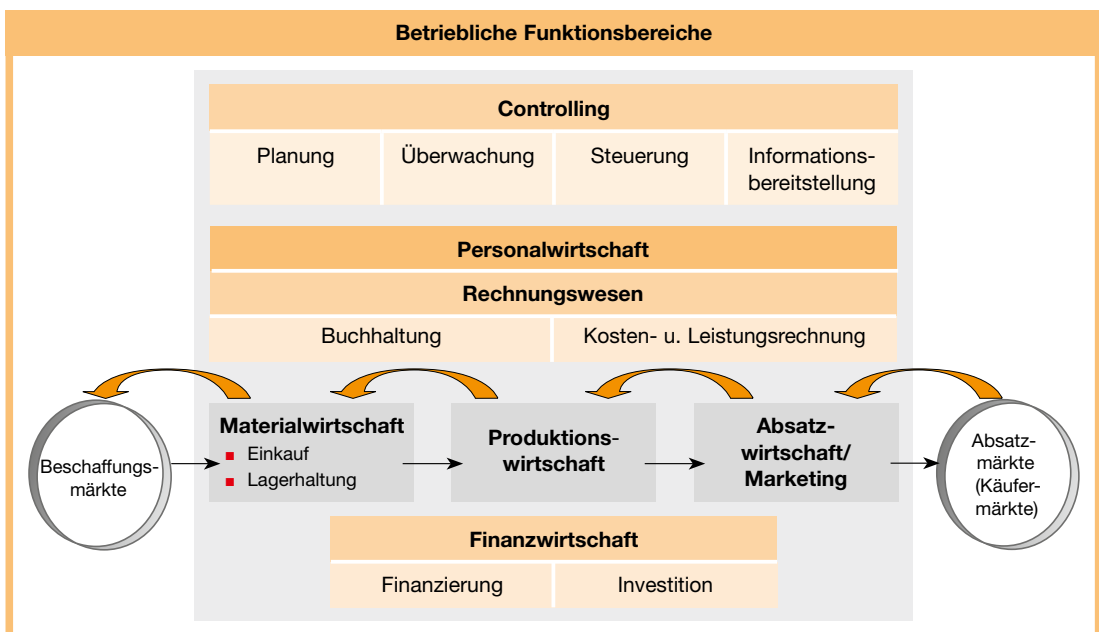 Betriebliche Funktionsbereiche
Controlling
Planung
Überwachung
Steuerung
Informations-
bereitstellung
Personalwirtschaft
Rechnungswesen
Buchhaltung
Kosten- u. Leistungsrechnung
Beschaffungs-
märkte
Materialwirtschaft
Einkauf
Lagerhaltung
Produktions-
wirtschaft
Absatz-
wirtschaft/
Marketing
Absatz-
märkte
(Käufer-
märkte)
Finanzwirtschaft
Finanzierung
Investition